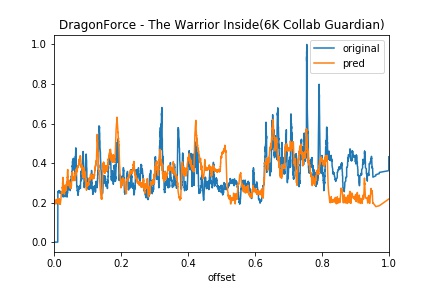 DragonForce - The Warrior Inside(6K Collab Guardian)
original
pred
1.0
0.8
0.6
0.4
0.2
0.0
0.0 0.2 0.4 0.6 0.8 1.0
offset